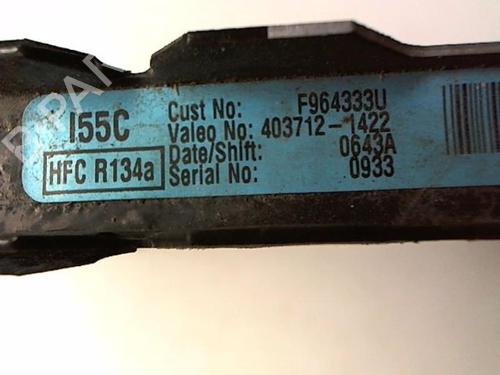 I55C
HFC R134a
Cust No: F964333U
Valeo No: 403712-1422
Date/Shift: 0643A
Serial No: 0933